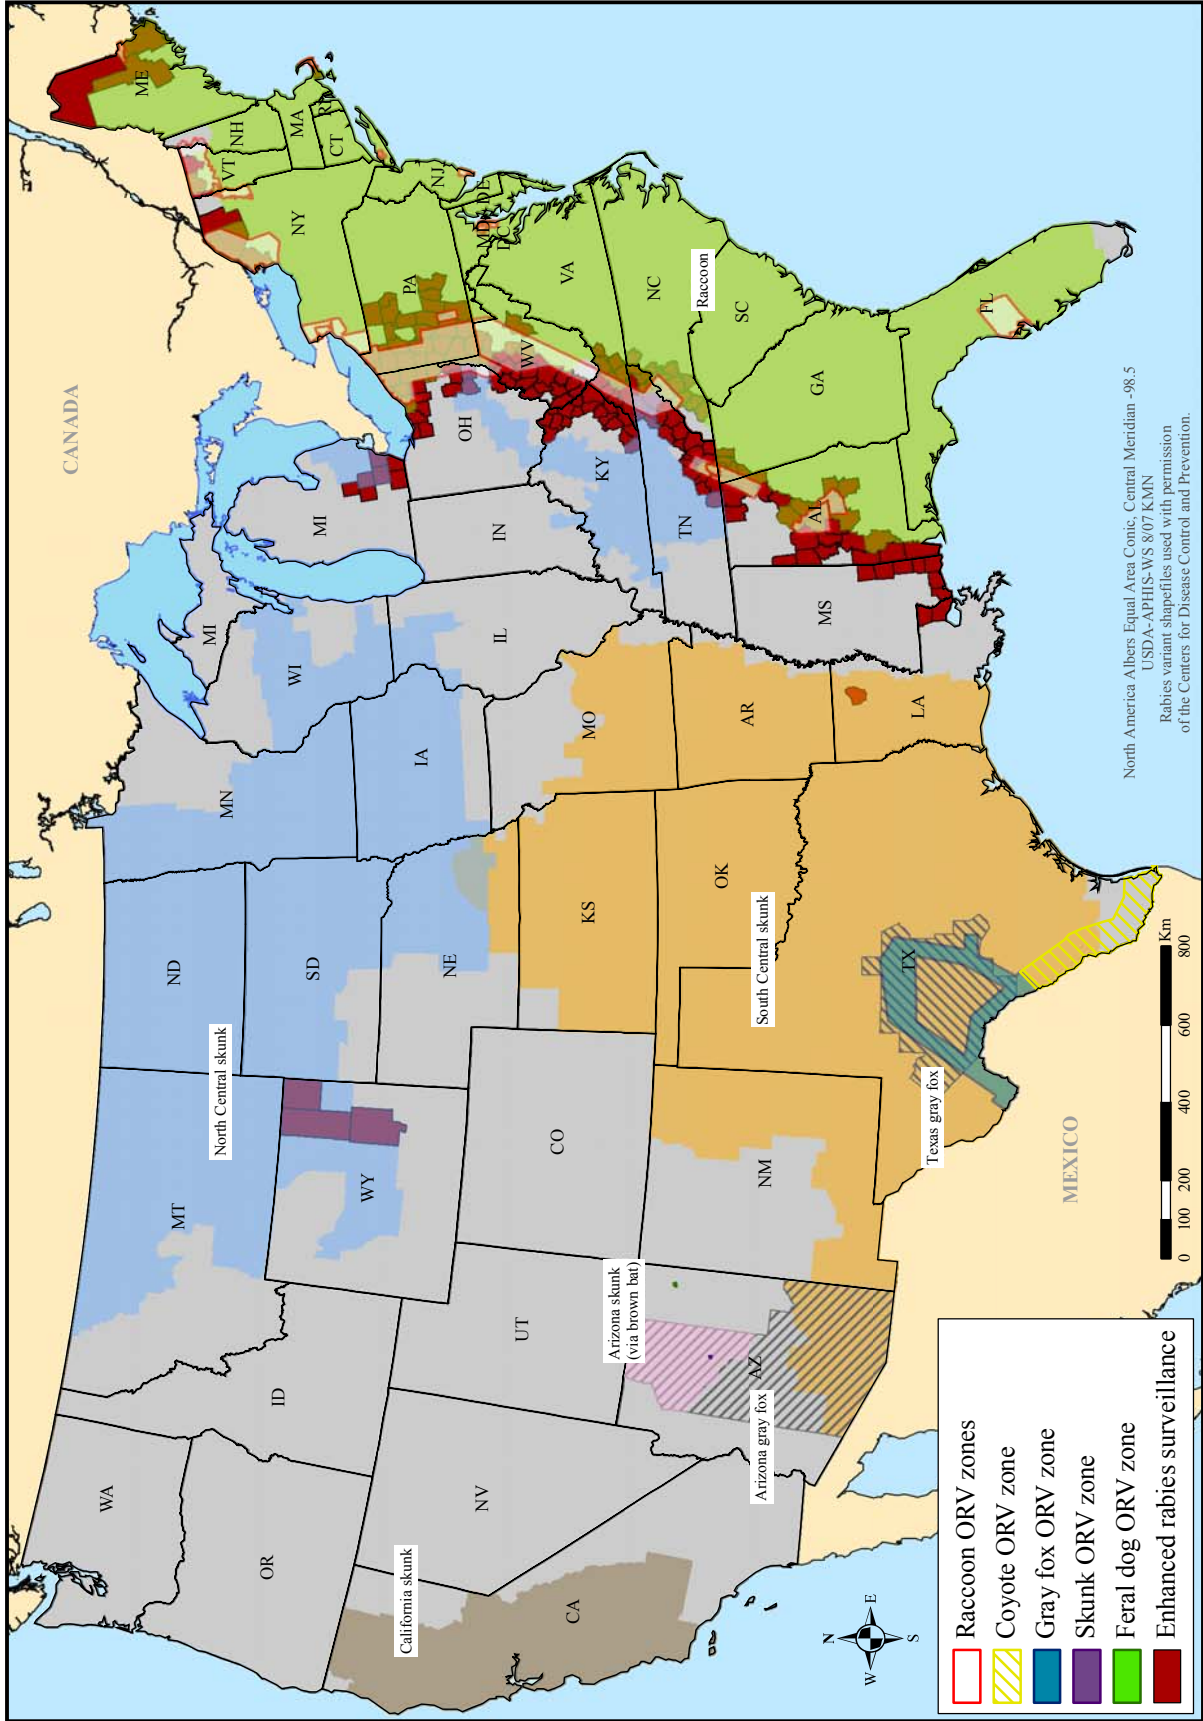 CANADA
WA
OR
CA
NV
ID
UT
AZ
MT
WY
CO
NM
ND
SD
NE
KS
OK
TX
MN
IA
MO
AR
LA
WI
IL
MI
MI
IN
OH
KY
TN
MS
AL
GA
FL
SC
NC
VA
WV
PA
NY
VT
NH
ME
MA
CT
RI
NJ
DE
MD
DC
North Central skunk
California skunk
Arizona skunk
(via brown bat)
Arizona gray fox
South Central skunk
Texas gray fox
Raccoon
MEXICO
N
W
E
S
0 100 200 400 600 800
Km
North America Albers Equal Area Conic, Central Meridian -98.5
USDA-APHIS-WS 8/07 KMN
Rabies variant shapefiles used with permission
of the Centers for Disease Control and Prevention.
Raccoon ORV zones
Coyote ORV zone
Gray fox ORV zone
Skunk ORV zone
Feral dog ORV zone
Enhanced rabies surveillance